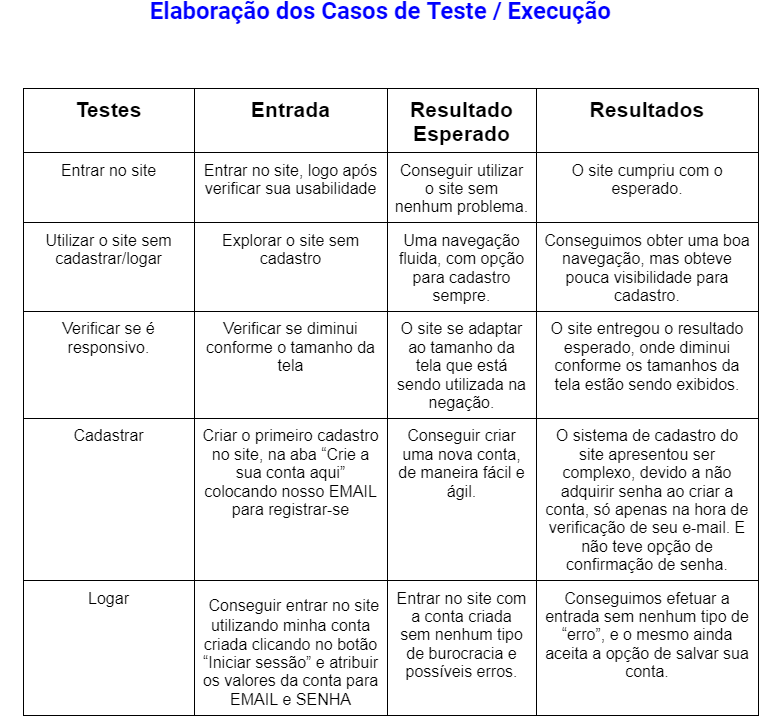 Elaboração dos Casos de Teste / Execução
Testes
Entrada
Resultado
Esperado
Resultados
Entrar no site
Entrar no site, logo após
verificar sua usabilidade
Conseguir utilizar
o site sem
nenhum problema.
O site cumpriu com o
esperado.
Utilizar o site sem
cadastrar/logar
Explorar o site sem
cadastro
Uma navegação
fluida, com opção
para cadastro
sempre.
Conseguimos obter uma boa
navegação, mas obteve
pouca visibilidade para
cadastro.
Verificar se é
responsivo.
Verificar se diminui
conforme o tamanho da
tela
O site se adaptar
ao tamanho da
tela que está
sendo utilizada na
negação.
O site entregou o resultado
esperado, onde diminui
conforme os tamanhos da
tela estão sendo exibidos.
Cadastrar
Criar o primeiro cadastro
no site, na aba “Crie a
sua conta aqui”
colocando nosso EMAIL
para registrar-se
Conseguir criar
uma nova conta,
de maneira fácil e
ágil.
O sistema de cadastro do
site apresentou ser
complexo, devido a não
adquirir senha ao criar a
conta, só apenas na hora de
verificação de seu e-mail. E
não teve opção de
confirmação de senha.
Logar
Conseguir entrar no site
utilizando minha conta
criada clicando no botão
“Iniciar sessão” e atribuir
os valores da conta para
EMAIL e SENHA
Entrar no site com
a conta criada
sem nenhum tipo
de burocracia e
possíveis erros.
Conseguimos efetuar a
entrada sem nenhum tipo de
“erro”, e o mesmo ainda
aceita a opção de salvar sua
conta.